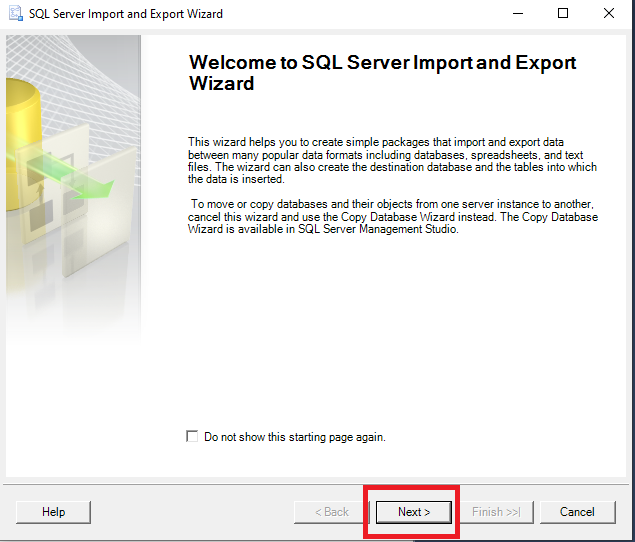 SQL Server Import and Export Wizard
Welcome to SQL Server Import and Export
Wizard
This wizard helps you to create simple packages that import and export data
between many popular data formats including databases, spreadsheets, and text
files. The wizard can also create the destination database and the tables into which
the data is inserted.
To move or copy databases and their objects from one server instance to another,
cancel this wizard and use the Copy Database Wizard instead. The Copy Database
Wizard is available in SQL Server Management Studio.
Do not show this starting page again.
Help
< Back
Next >
Finish >>|
Cancel